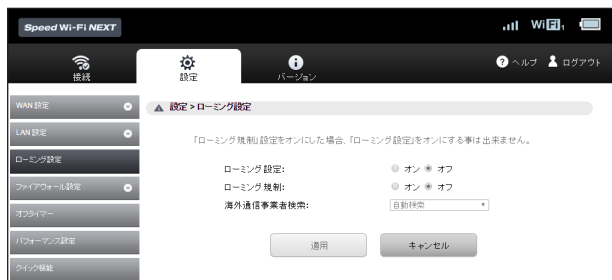 Speed Wi-Fi NEXT
WiFi 1
接続
設定
バージョン
? ヘルプ
ログアウト
WAN 設定
LAN 設定
ローミング設定
ファイアウォール設定
オフタイマー
パフォーマンス設定
クイック機能
設定 > ローミング設定
「ローミング規制」設定をオンにした場合、「ローミング設定」をオンにする事は出来ません。
ローミング設定: オン オフ
ローミング規制: オン オフ
海外通信事業者検索: 自動検索
適用 キャンセル